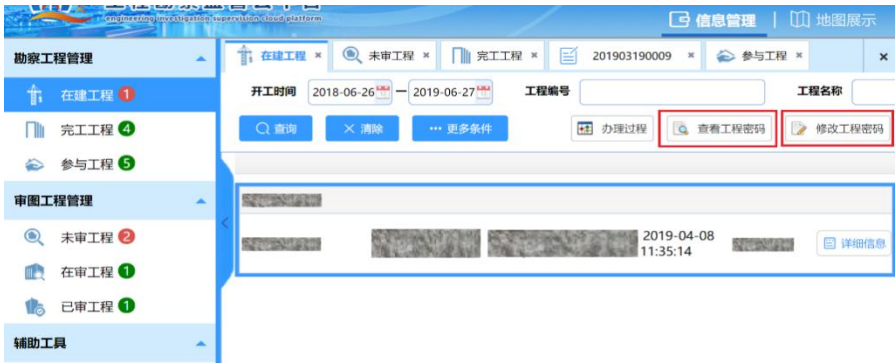 engineering investigation supervision cloud platform
信息管理 | 地图展示
勘察工程管理
在建工程 1
完工工程 4
参与工程 5
审图工程管理
未审工程 2
在审工程 1
已审工程 1
辅助工具
在建工程 × 未审工程 × 完工工程 × 201903190009 × 参与工程 × ×
开工时间 2018-06-26 — 2019-06-27 工程编号 工程名称
查询 × 清除 ••• 更多条件 办理过程 查看工程密码 修改工程密码
2019-04-08
11:35:14
详细信息